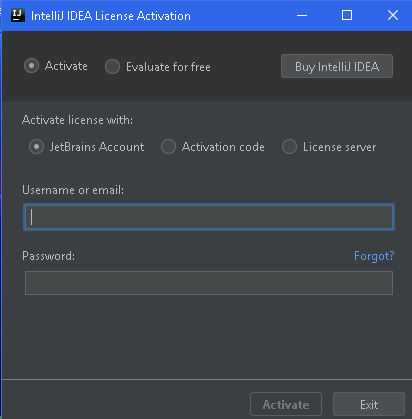 IJ IntelliJ IDEA License Activation
Activate Evaluate for free Buy IntelliJ IDEA
Activate license with:
JetBrains Account Activation code License server
Username or email:
Password: Forgot?
Activate Exit